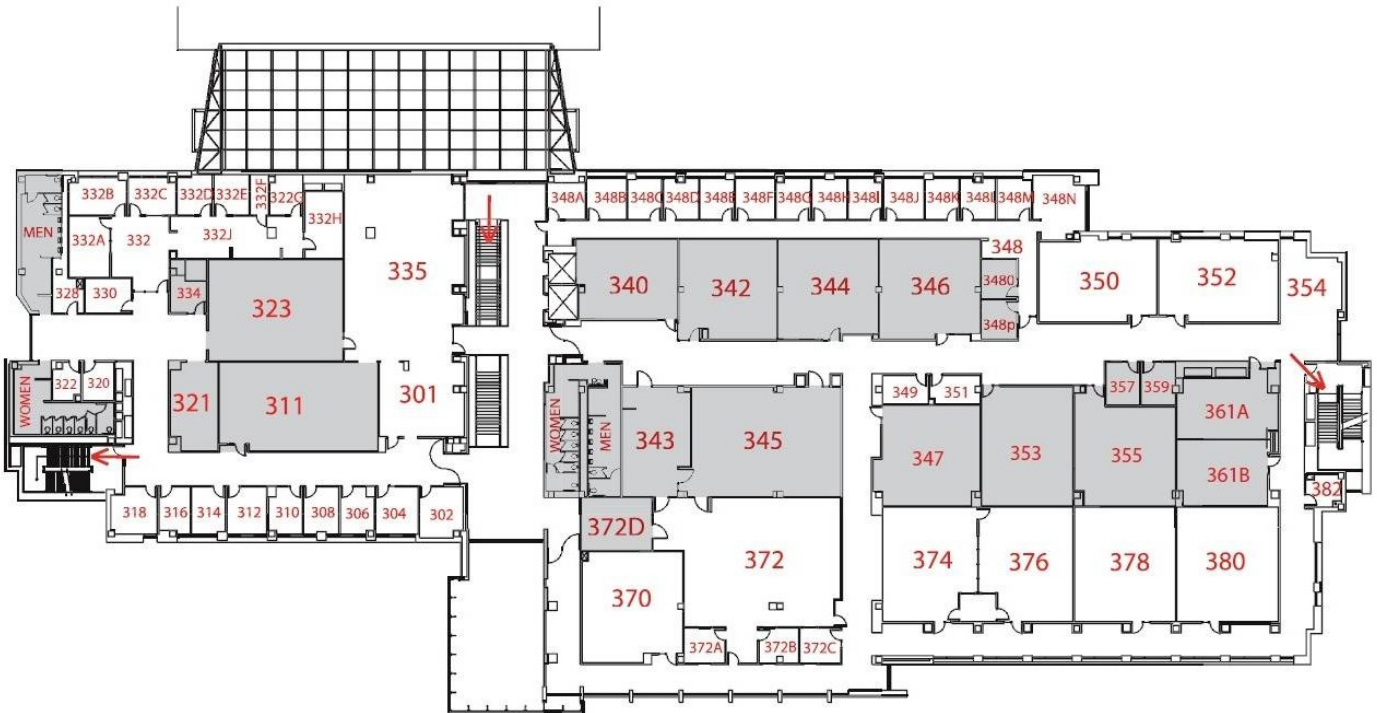 332B
332C
332D
332E
332F
322G
348A
348B
348C
348D
348E
348F
348G
348H
348I
348J
348K
348L
348M
348N
MEN
332A
332
332J
332H
335
348
340
342
344
346
3480
350
352
354
328
330
334
323
348p
322
320
321
311
301
WOMEN
WOMEN
MEN
343
345
349
351
357
359
361A
347
353
355
361B
382
318
316
314
312
310
308
306
304
302
372D
372
370
374
376
378
380
372A
372B
372C